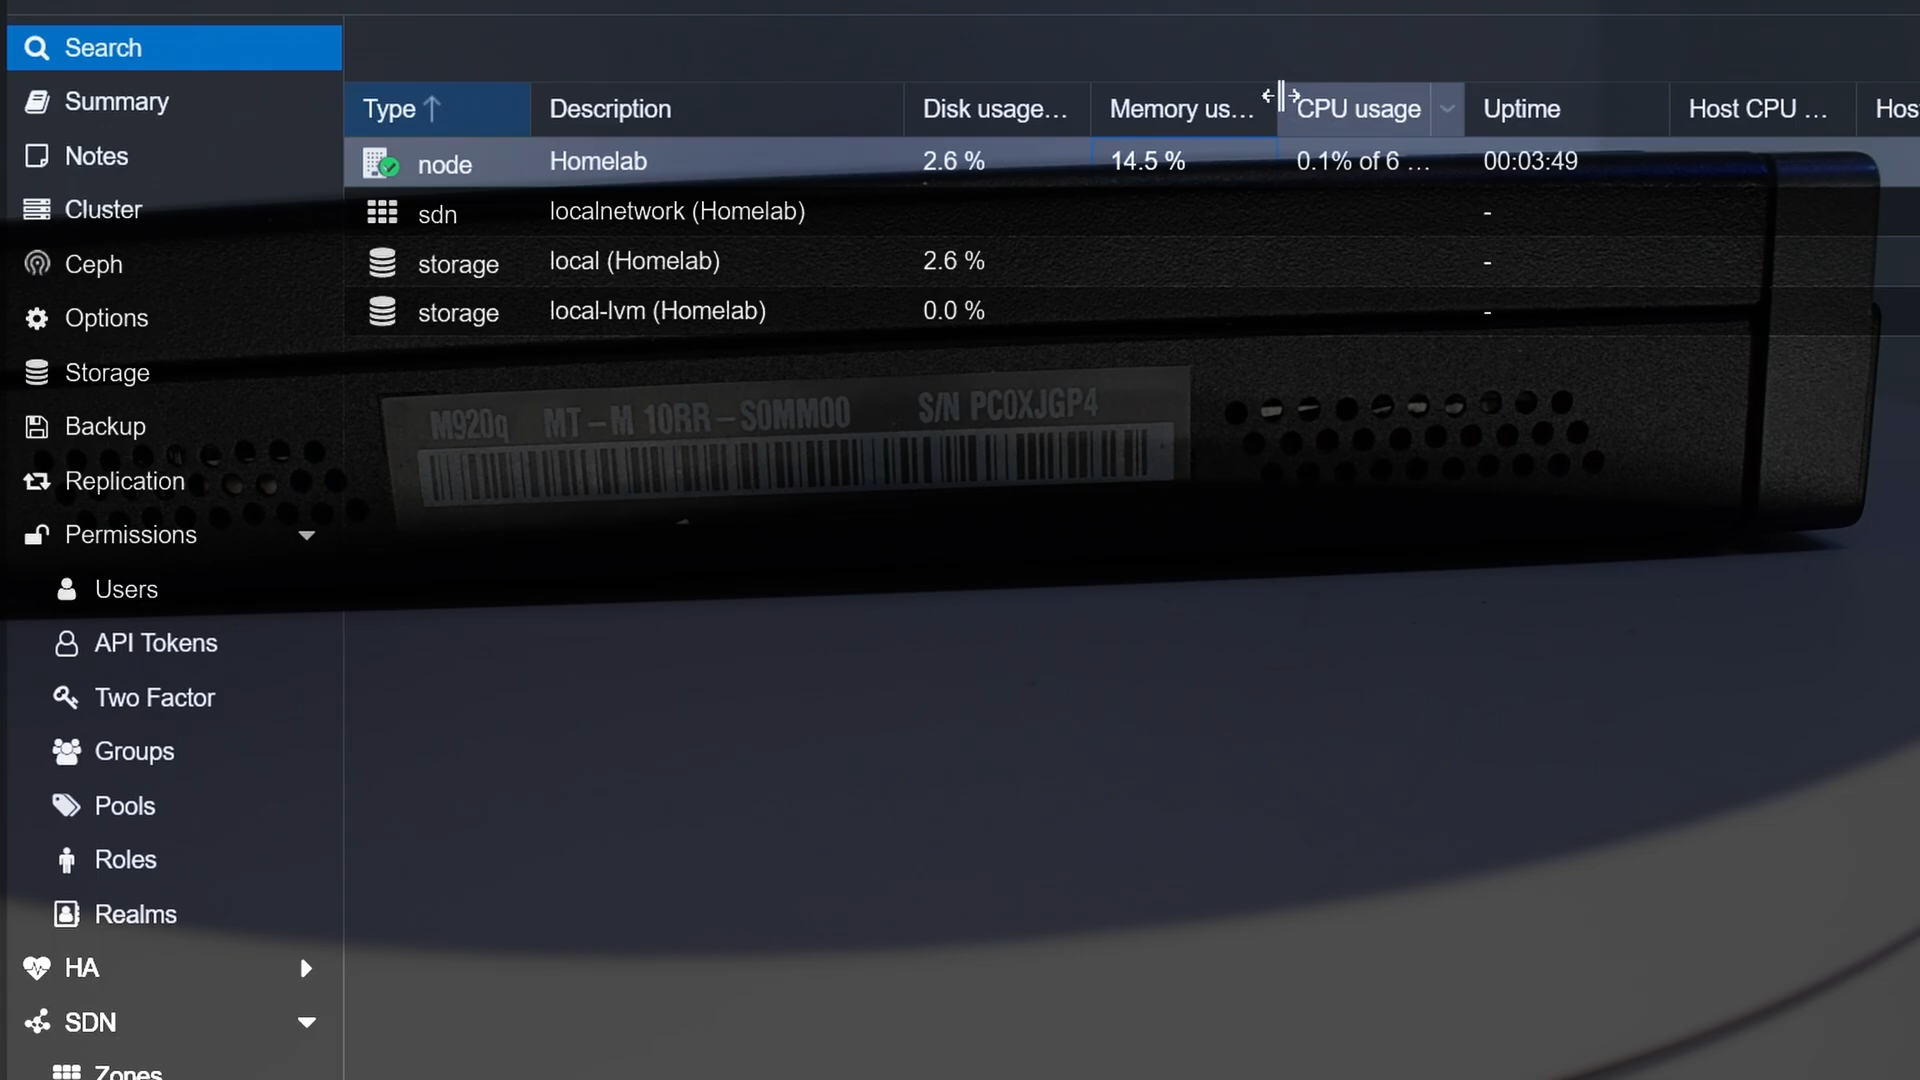 Search
Summary
Notes
Cluster
Ceph
Options
Storage
Backup
Replication
Permissions
Users
API Tokens
Two Factor
Groups
Pools
Roles
Realms
HA
SDN
Zones
Type Description Disk usage... Memory us... CPU usage Uptime Host CPU ... Hos
node Homelab 2.6 % 14.5 % 0.1% of 6 ... 00:03:49
sdn localnetwork (Homelab) -
storage local (Homelab) 2.6 % -
storage local-lvm (Homelab) 0.0 % -
M920q MT-M 10RR-S0MM00 S/N PC0XJGP4